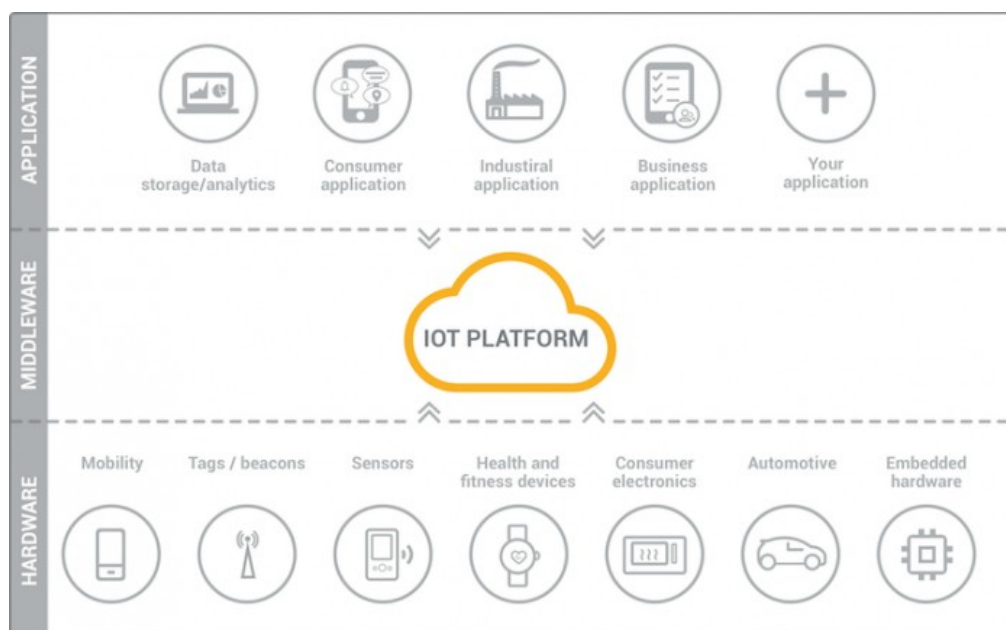 APPLICATION
Data
storage/analytics
Consumer
application
Industiral
application
Business
application
Your
application
MIDDLEWARE
IOT PLATFORM
HARDWARE
Mobility
Tags / beacons
Sensors
Health and
fitness devices
Consumer
electronics
Automotive
Embedded
hardware